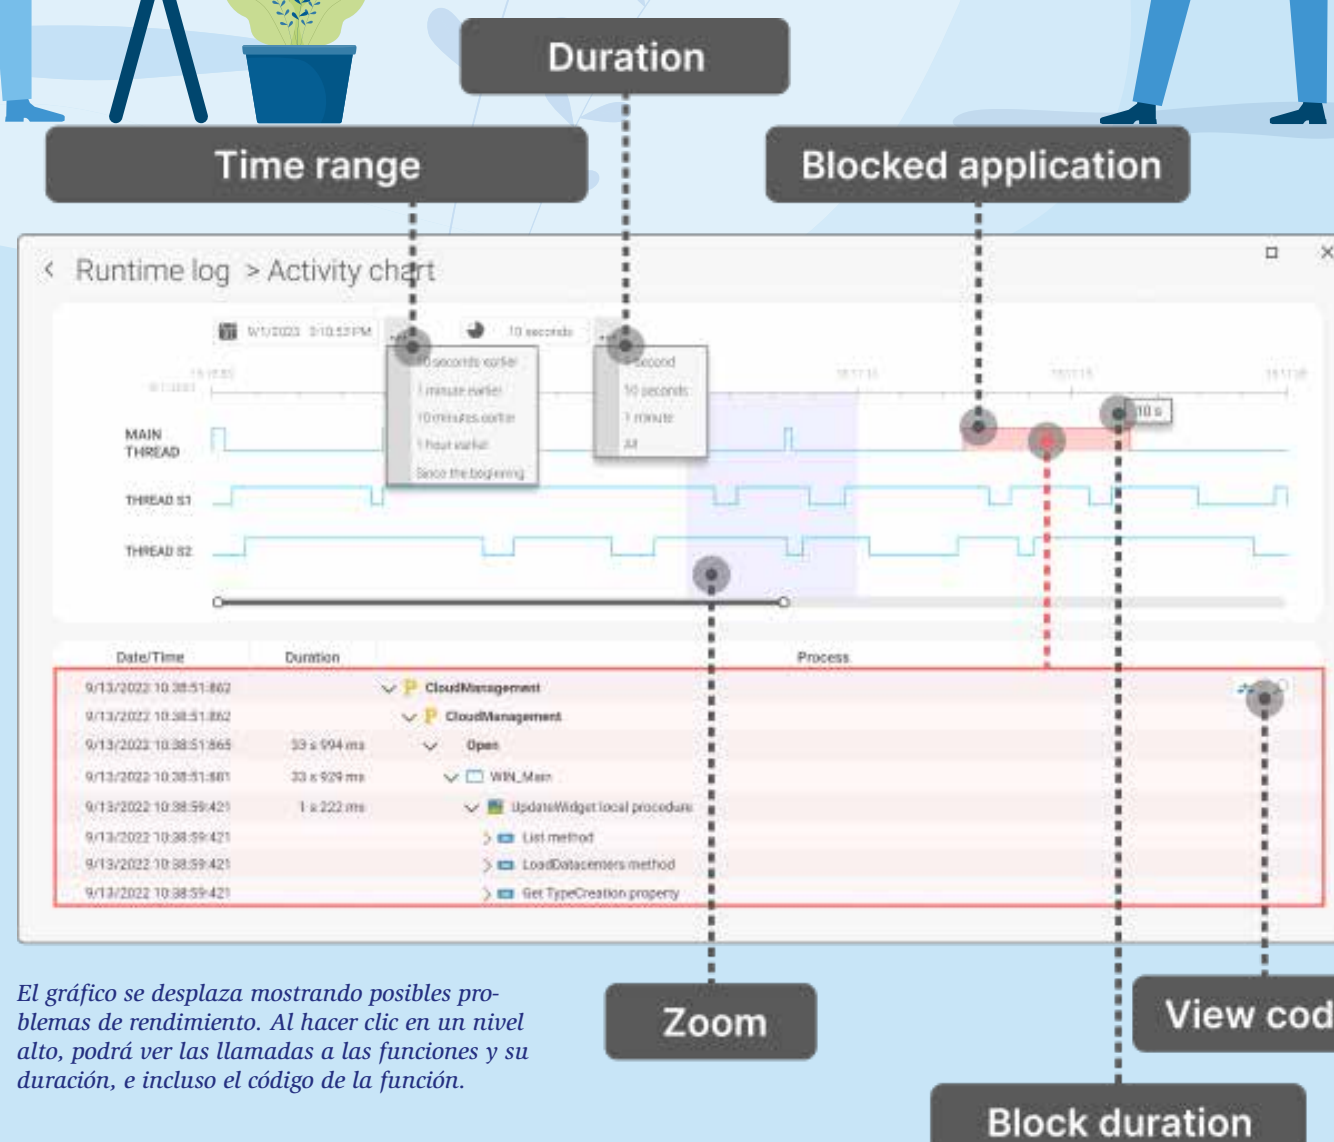 Duration
Time range
Blocked application
< Runtime log > Activity chart
9/1/2023 3:10:53 PM
10 seconds
10 seconds earlier
1 minute earlier
10 minutes earlier
1 hour earlier
Since the beginning
1 second
10 seconds
1 minute
All
10 s
MAIN
THREAD
THREAD S1
THREAD S2
Date/Time Duration Process
9/13/2022 10:38:51:862 CloudManagement
9/13/2022 10:38:51:862 CloudManagement
9/13/2022 10:38:51:865 33 s 994 ms Open
9/13/2022 10:38:51:881 33 s 929 ms WIN_Main
9/13/2022 10:38:59:421 1 s 222 ms UpdateWidget local procedure
9/13/2022 10:38:59:421 List method
9/13/2022 10:38:59:421 LoadDatacenters method
9/13/2022 10:38:59:421 Get TypeCreation property
El gráfico se desplaza mostrando posibles pro-
blemas de rendimiento. Al hacer clic en un nivel
alto, podrá ver las llamadas a las funciones y su
duración, e incluso el código de la función.
Zoom
View cod
Block duration